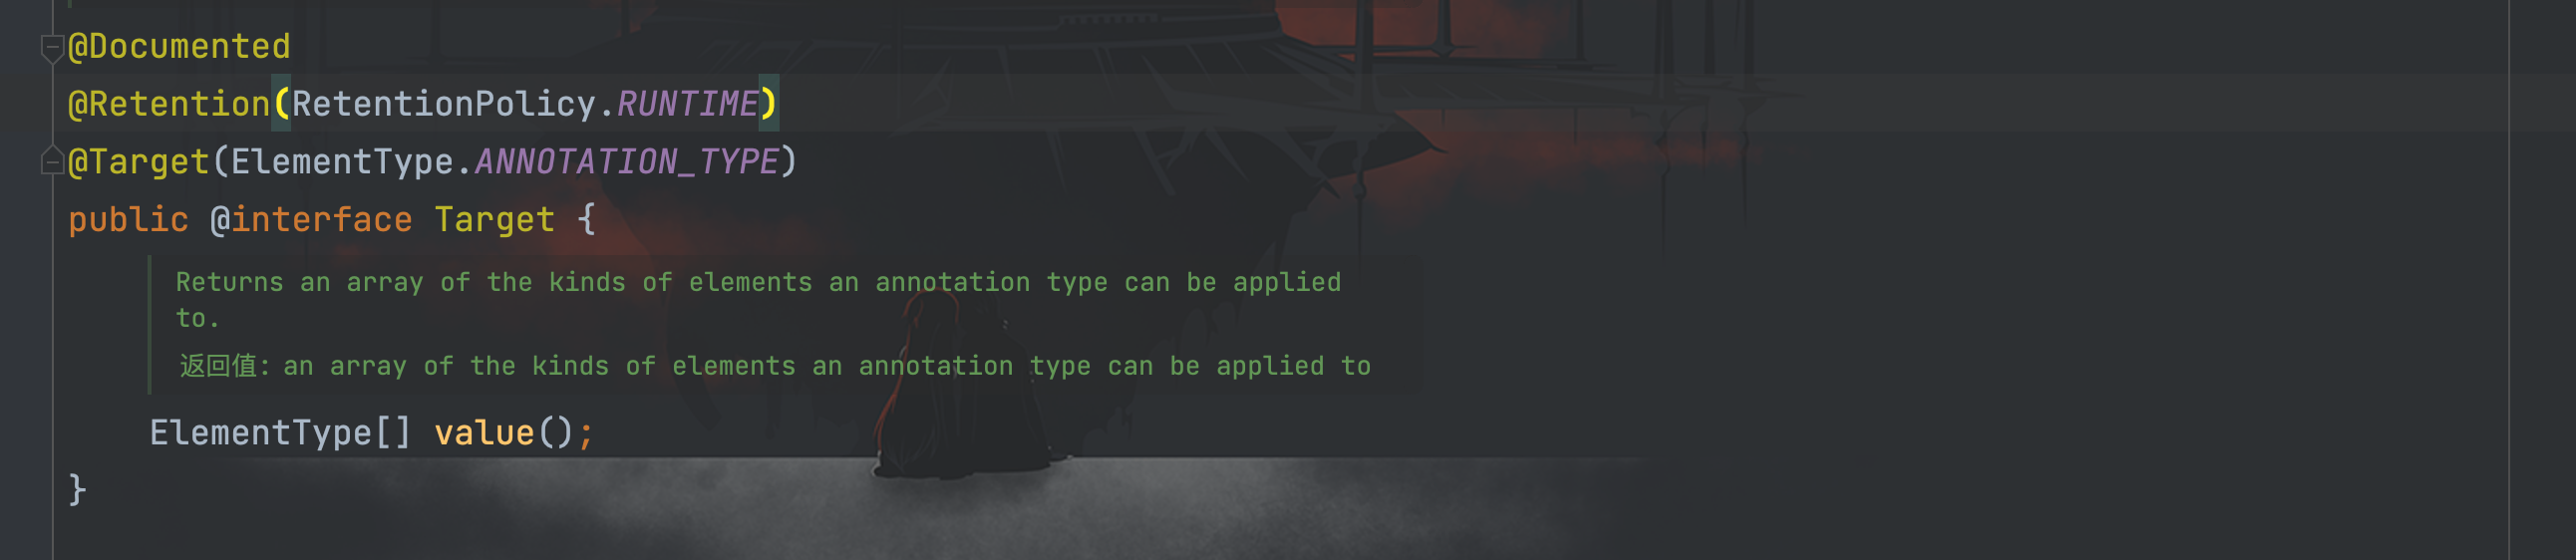 @Documented
@Retention(RetentionPolicy.RUNTIME)
@Target(ElementType.ANNOTATION_TYPE)
public @interface Target {
Returns an array of the kinds of elements an annotation type can be applied
to.
返回值: an array of the kinds of elements an annotation type can be applied to
ElementType[] value();
}